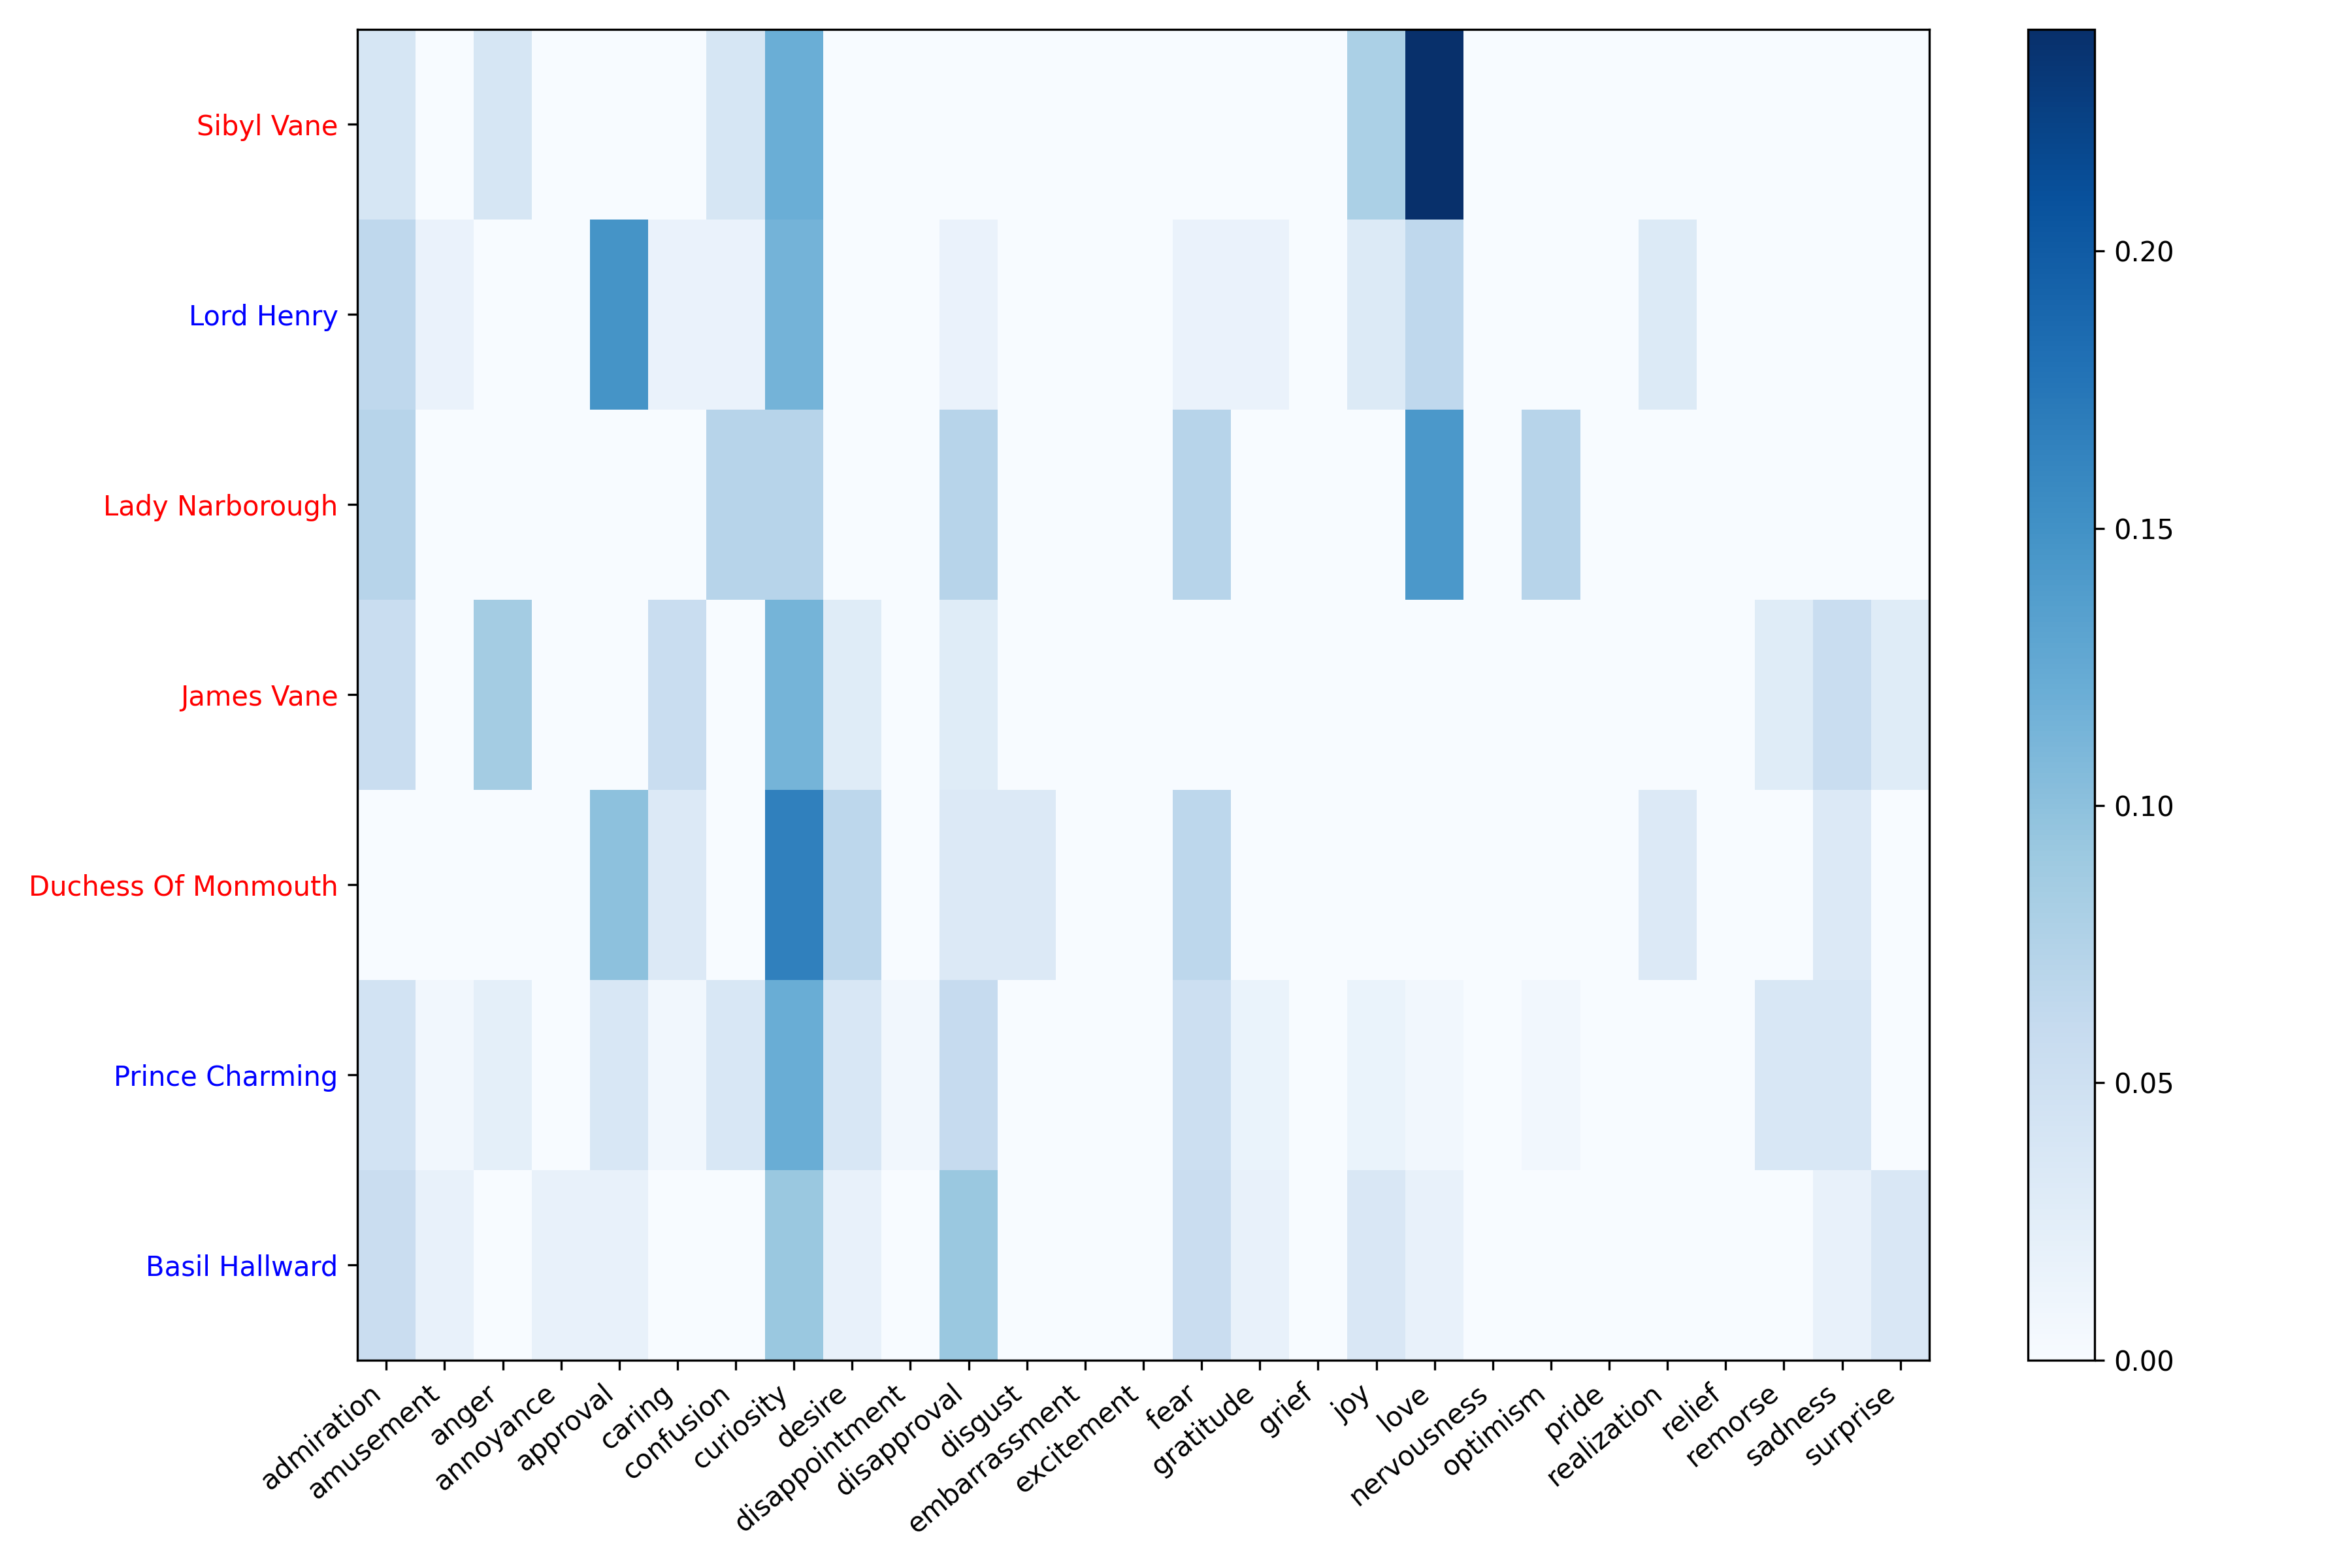 Sibyl Vane
Lord Henry
Lady Narborough
James Vane
Duchess Of Monmouth
Prince Charming
Basil Hallward
admiration
amusement
anger
annoyance
approval
caring
confusion
curiosity
desire
disappointment
disapproval
disgust
embarrassment
excitement
fear
gratitude
grief
joy
love
nervousness
optimism
pride
realization
relief
remorse
sadness
surprise
0.20
0.15
0.10
0.05
0.00